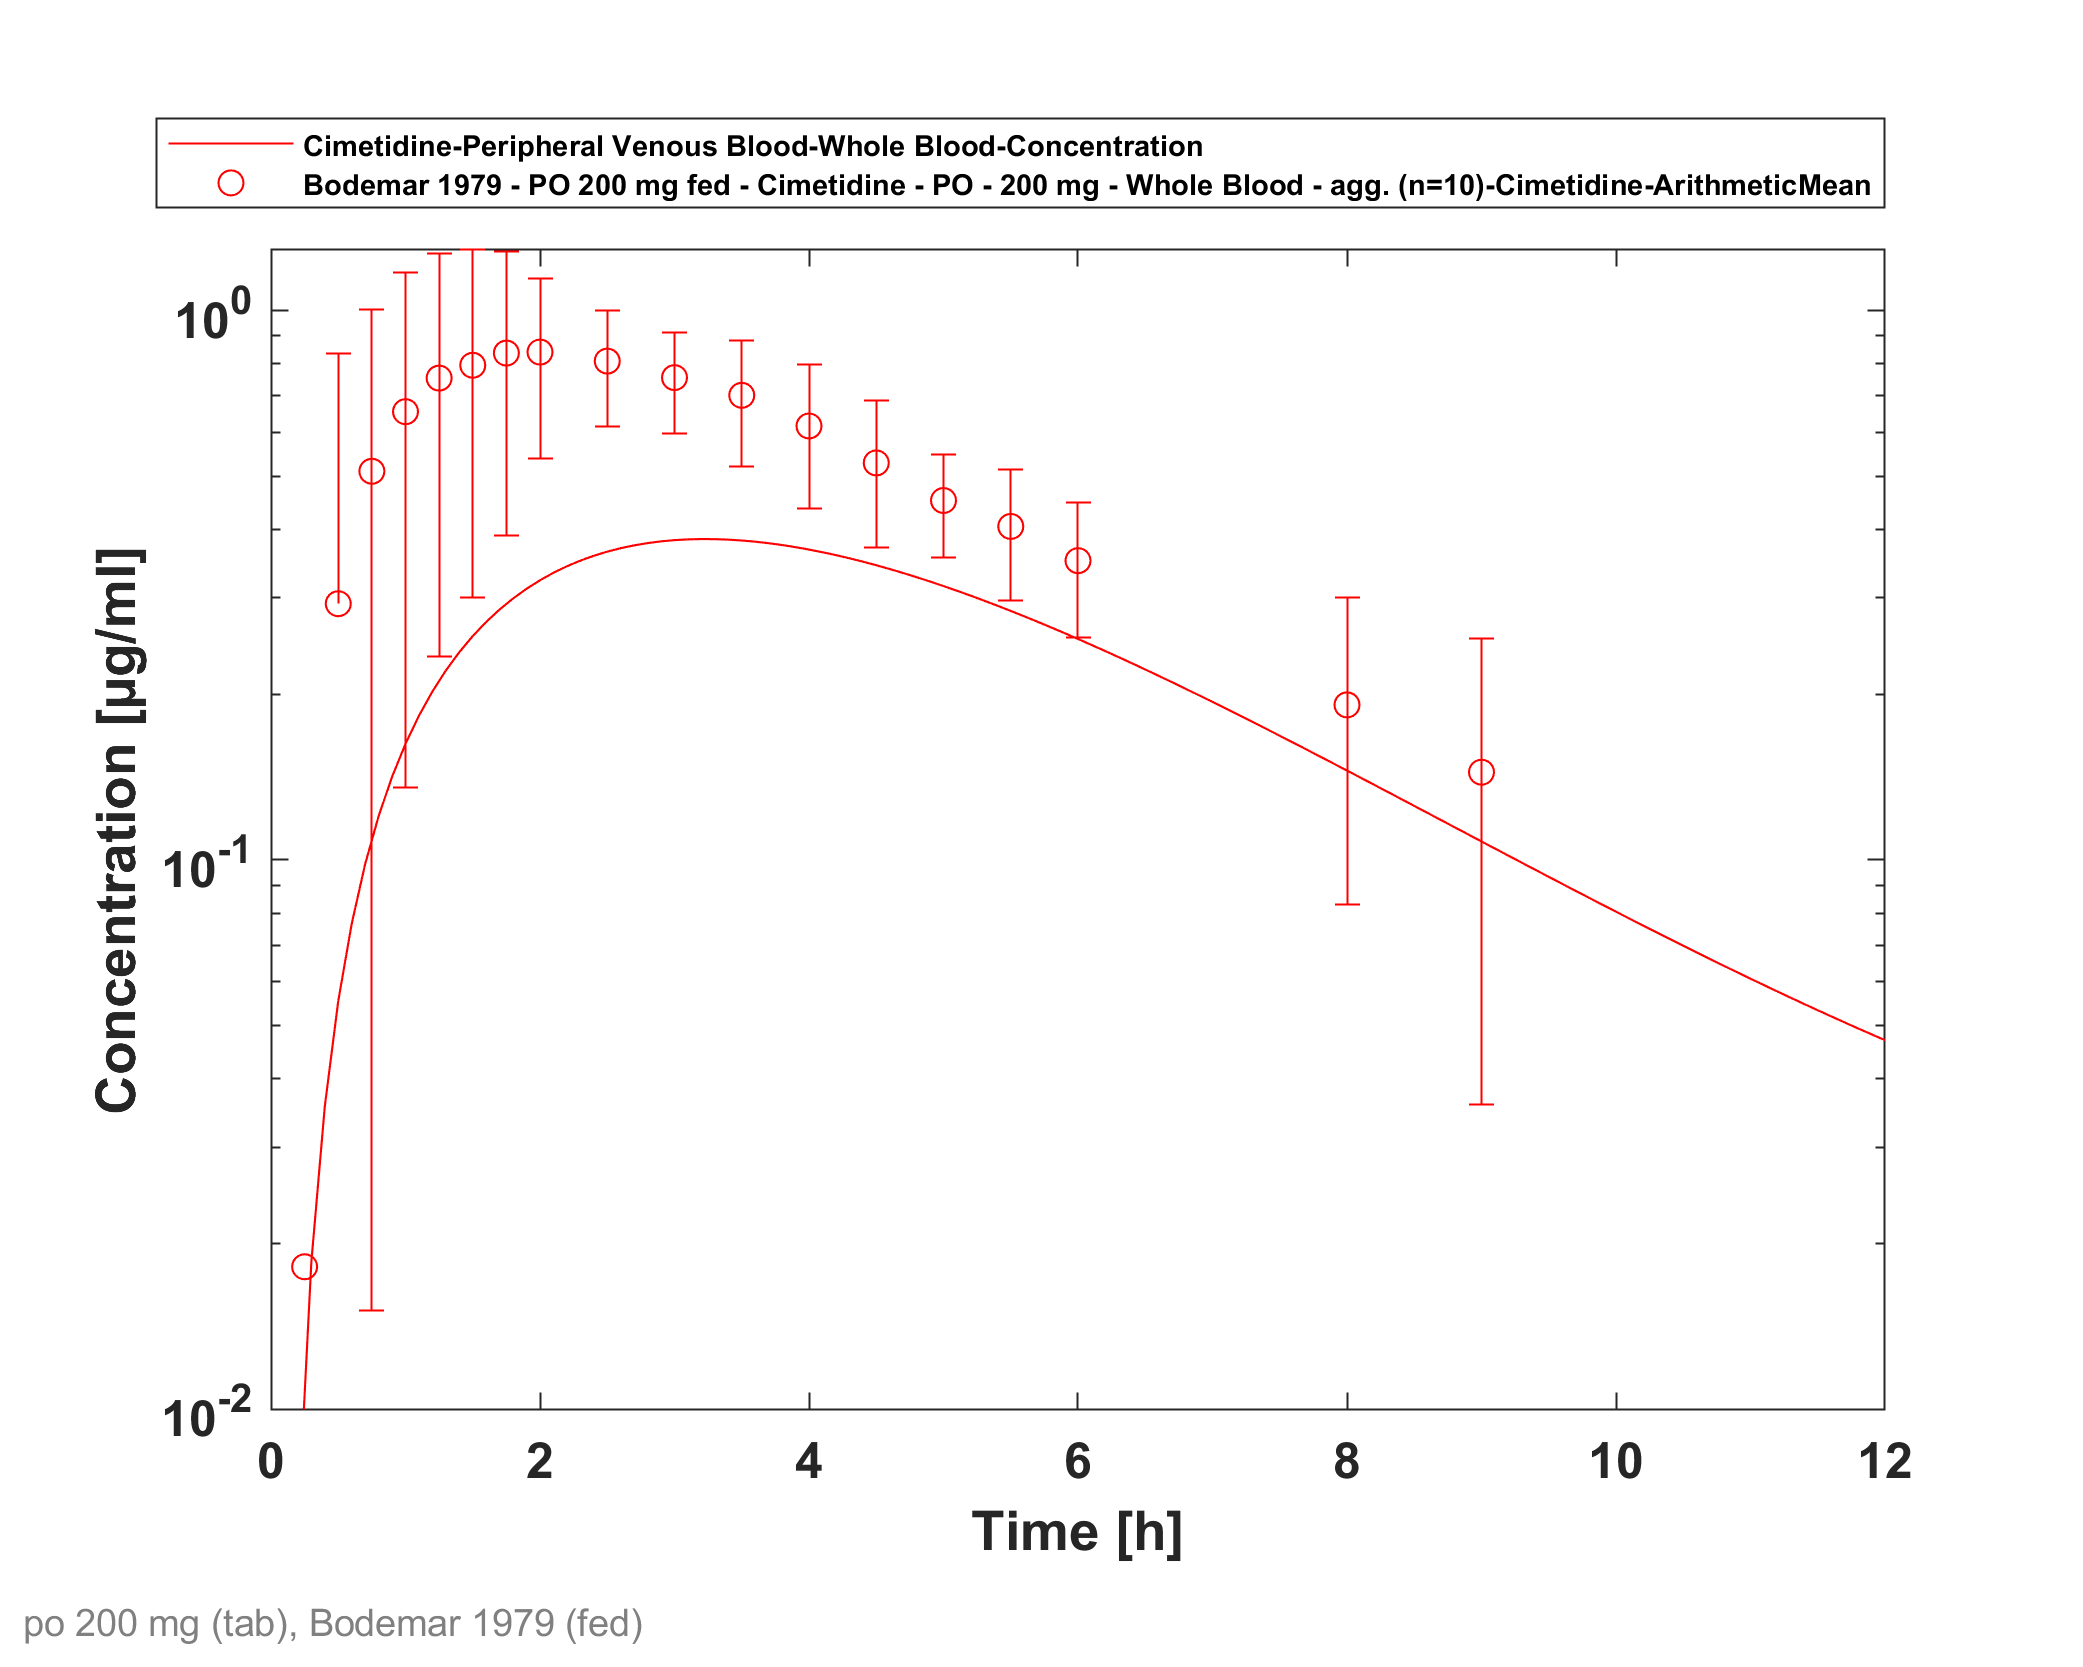 Cimetidine-Peripheral Venous Blood-Whole Blood-Concentration
Bodemar 1979 - PO 200 mg fed - Cimetidine - PO - 200 mg - Whole Blood - agg. (n=10)-Cimetidine-ArithmeticMean
10^0
10^-1
10^-2
Concentration [µg/ml]
0 2 4 6 8 10 12
Time [h]
po 200 mg (tab), Bodemar 1979 (fed)